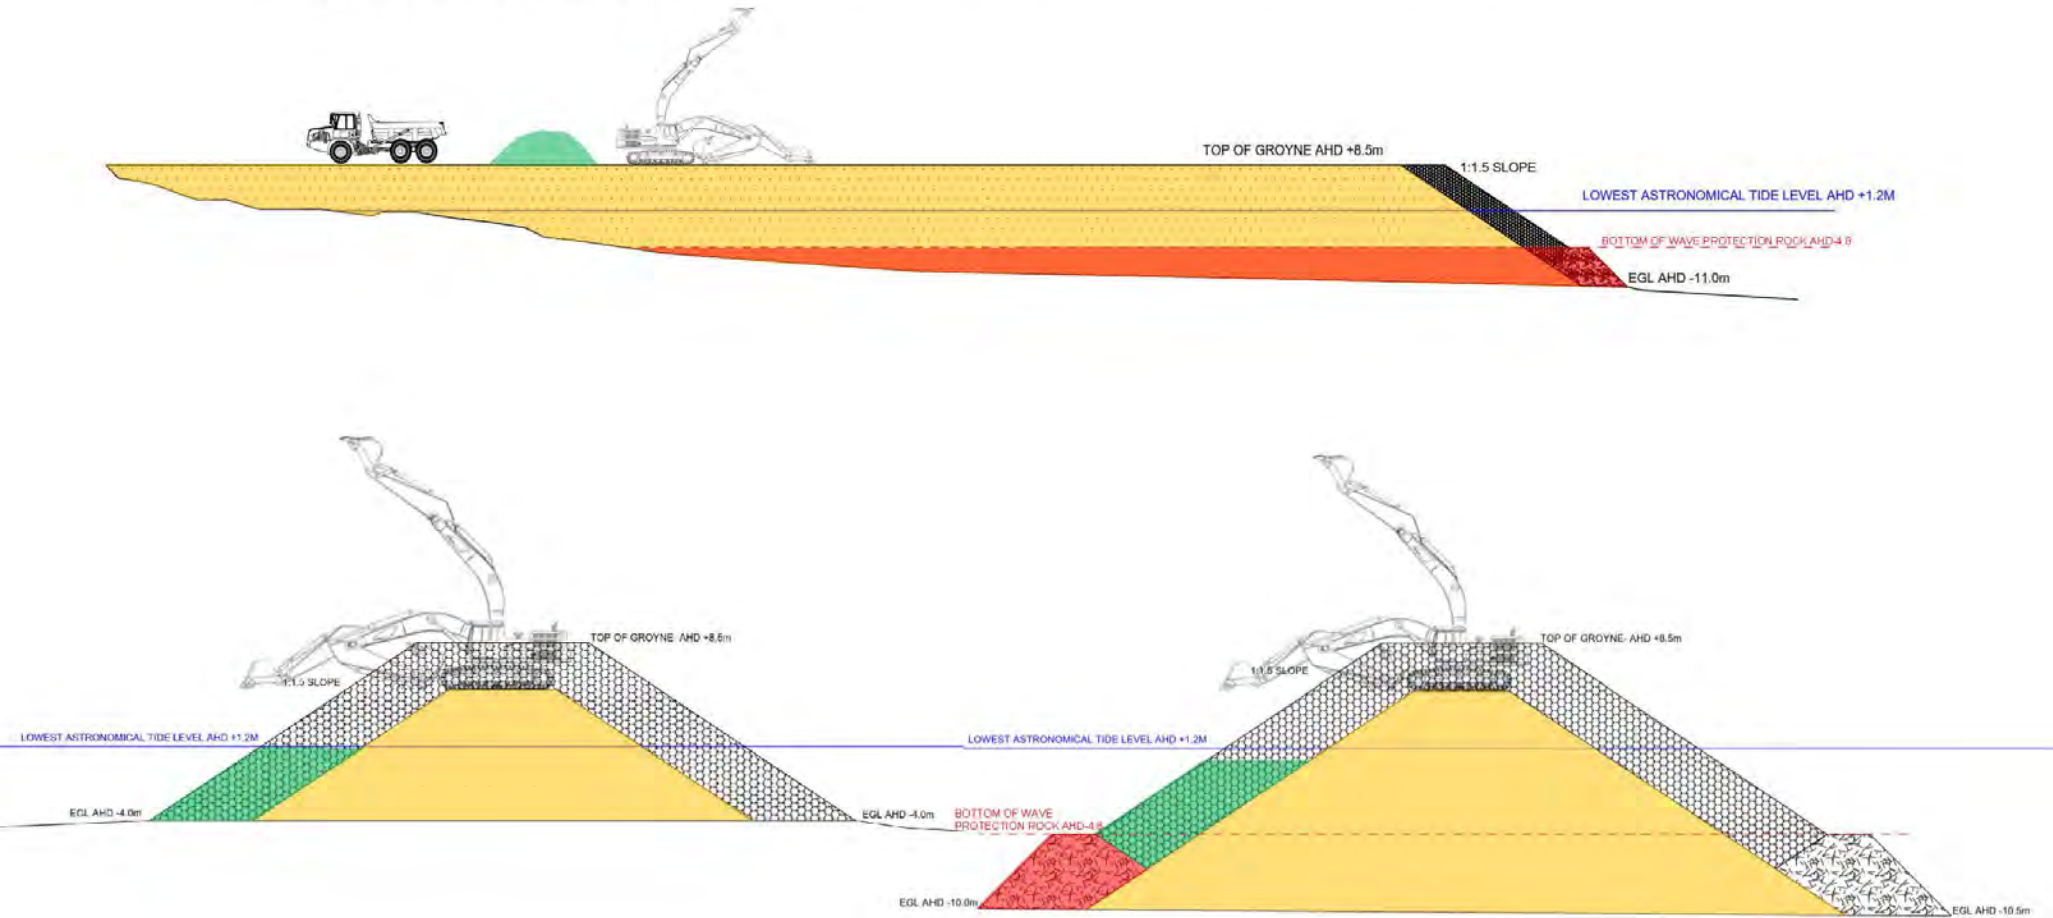 TOP OF GROYNE AHD +8.5m
1:1.5 SLOPE
LOWEST ASTRONOMICAL TIDE LEVEL AHD +1.2M
BOTTOM OF WAVE PROTECTION ROCK AHD-4.8
EGL AHD -11.0m
TOP OF GROYNE AHD +8.5m
1:1.5 SLOPE
LOWEST ASTRONOMICAL TIDE LEVEL AHD +1.2M
EGL AHD -4.0m
EGL AHD -4.0m
TOP OF GROYNE- AHD +8.5m
1:1.5 SLOPE
LOWEST ASTRONOMICAL TIDE LEVEL AHD +1.2M
BOTTOM OF WAVE
PROTECTION ROCK AHD-4.8
EGL AHD -10.0m
EGL AHD -10.5m